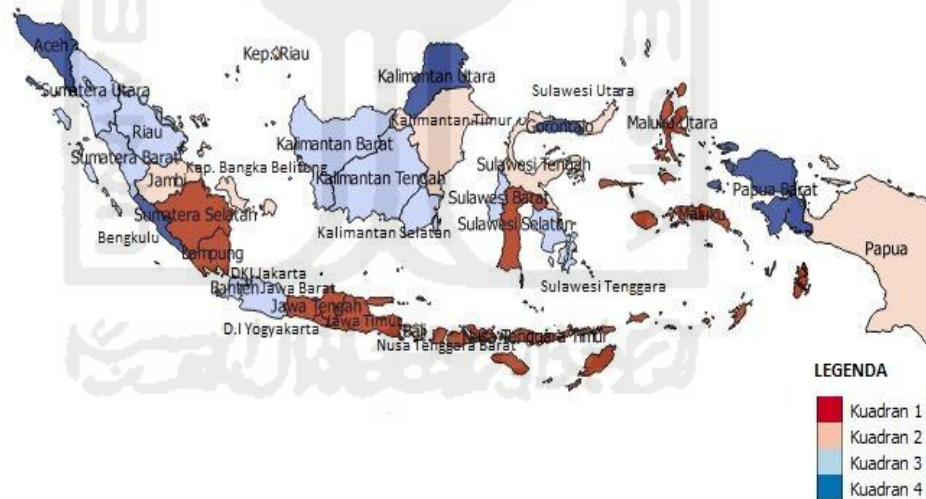 Aceh
Kep. Riau
Kalimantan Utara
Sumatera Utara
Sulawesi Utara
Kalimantan Timur
Gorontalo
Maluku Utara
Riau
Kalimantan Barat
Sumatera Barat
Kep. Bangka Belitong
Sulawesi Tengah
Jambi
Kalimantan Tengah
Papua Barat
Sulawesi Barat
Sumatera Selatan
Maluku
Sulawesi Selatan
Bengkulu
Kalimantan Selatan
Papua
Lampung
DKI Jakarta
Banten
Jawa Barat
Sulawesi Tenggara
Jawa Tengah
Jawa Timur
D.I Yogyakarta
Bali
Nusa Tenggara Timur
Nusa Tenggara Barat
LEGENDA
Kuadran 1
Kuadran 2
Kuadran 3
Kuadran 4